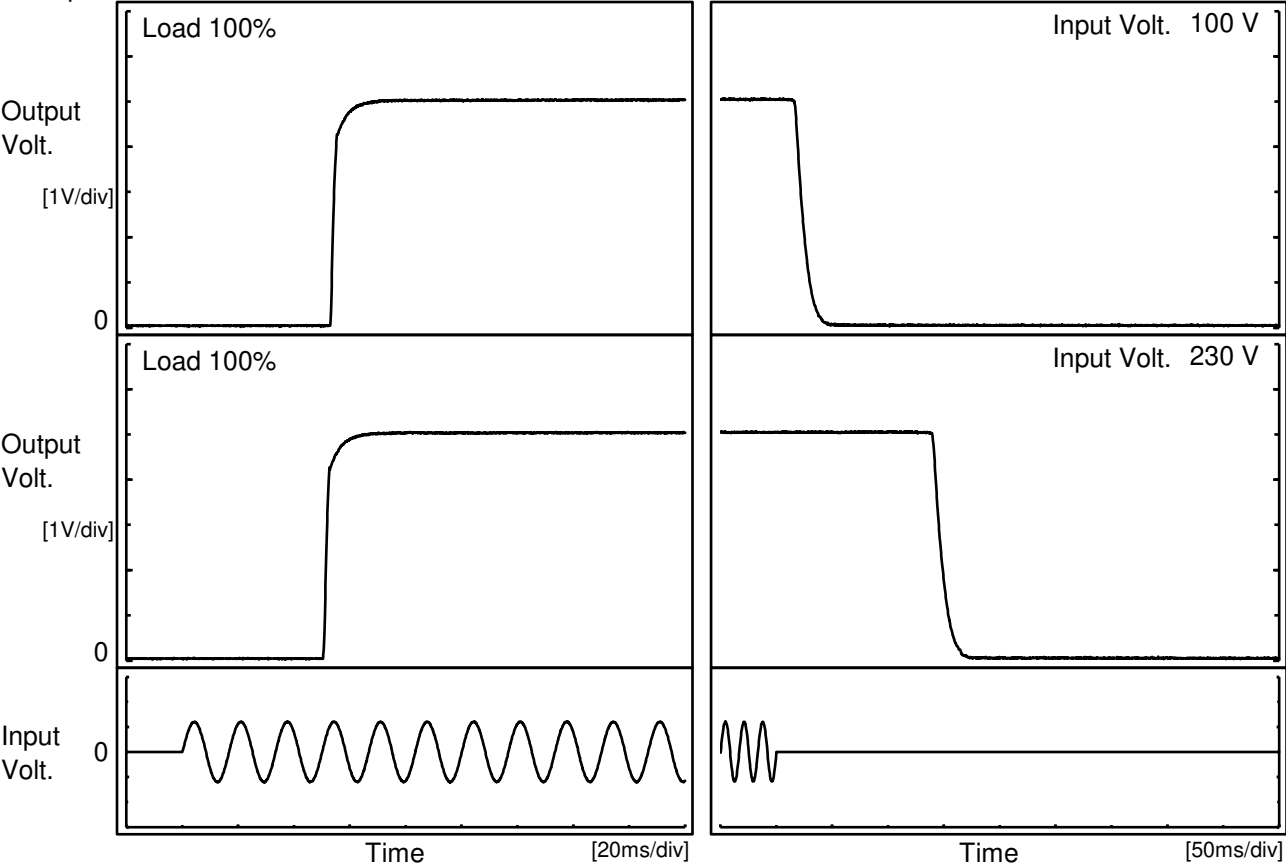 Load 100%
Input Volt. 100 V
Output
Volt.
[1V/div]
0
Load 100%
Input Volt. 230 V
Output
Volt.
[1V/div]
0
Input
Volt.
0
Time [20ms/div]
Time [50ms/div]